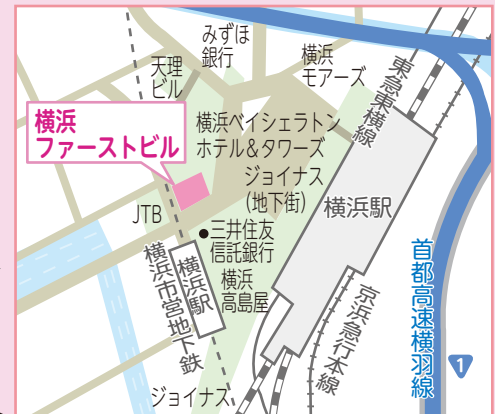 みずほ
銀行
横浜
モアーズ
天理
ビル
東急東横線
横浜
ファーストビル
横浜ベイシェラトン
ホテル&タワーズ
ジョイナス
(地下街)
横浜駅
JTB
三井住友
信託銀行
横浜駅
横浜市営地下鉄
横浜
高島屋
京浜急行本線
首都高速横羽線
1
ジョイナス